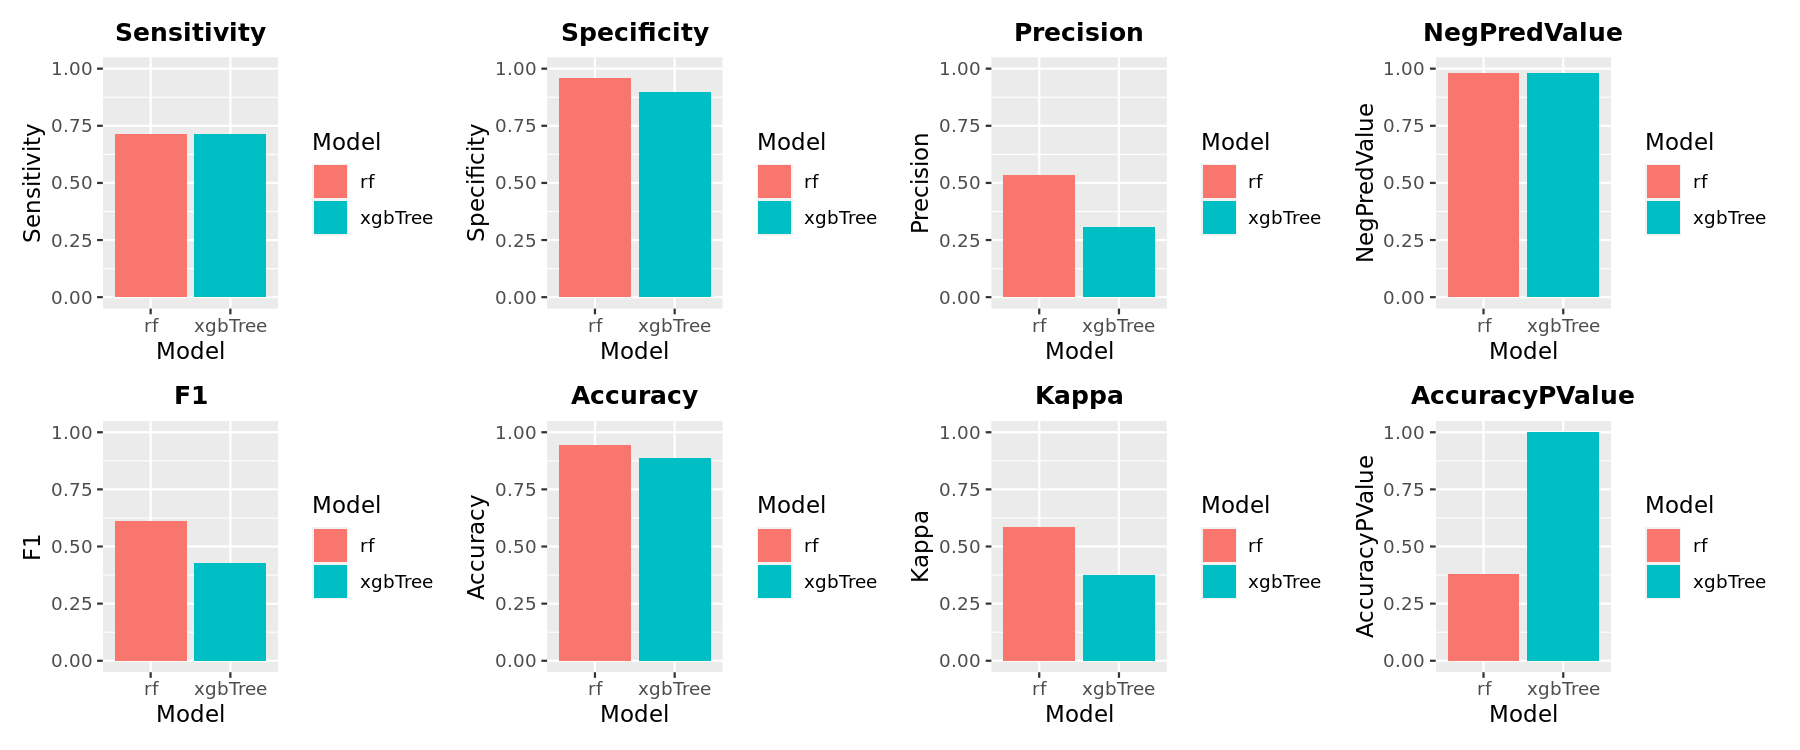 Sensitivity
1.00
0.75
0.50
0.25
0.00
Sensitivity
rf xgbTree
Model
Model
rf
xgbTree
Specificity
1.00
0.75
0.50
0.25
0.00
Specificity
rf xgbTree
Model
Model
rf
xgbTree
Precision
1.00
0.75
0.50
0.25
0.00
Precision
rf xgbTree
Model
Model
rf
xgbTree
NegPredValue
1.00
0.75
0.50
0.25
0.00
NegPredValue
rf xgbTree
Model
Model
rf
xgbTree
F1
1.00
0.75
0.50
0.25
0.00
F1
rf xgbTree
Model
Model
rf
xgbTree
Accuracy
1.00
0.75
0.50
0.25
0.00
Accuracy
rf xgbTree
Model
Model
rf
xgbTree
Kappa
1.00
0.75
0.50
0.25
0.00
Kappa
rf xgbTree
Model
Model
rf
xgbTree
AccuracyPValue
1.00
0.75
0.50
0.25
0.00
AccuracyPValue
rf xgbTree
Model
Model
rf
xgbTree